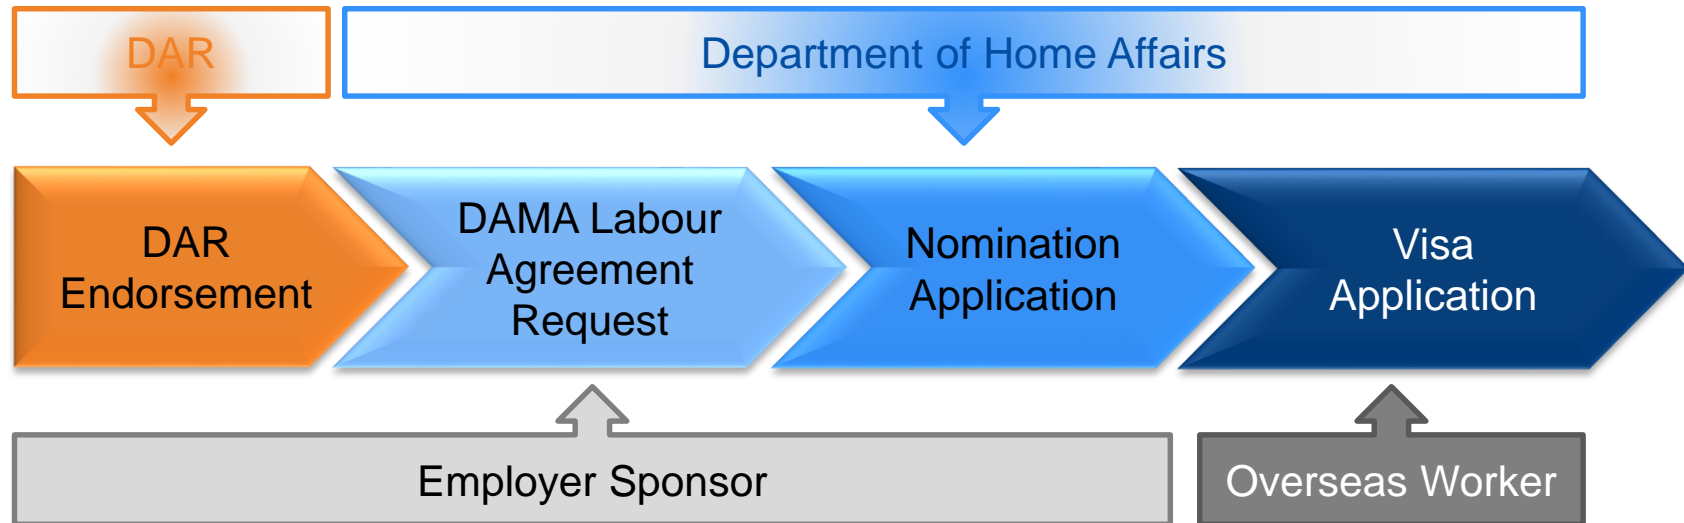 DAR
Department of Home Affairs
DAR
Endorsement
DAMA Labour
Agreement
Request
Nomination
Application
Visa
Application
Employer Sponsor
Overseas Worker